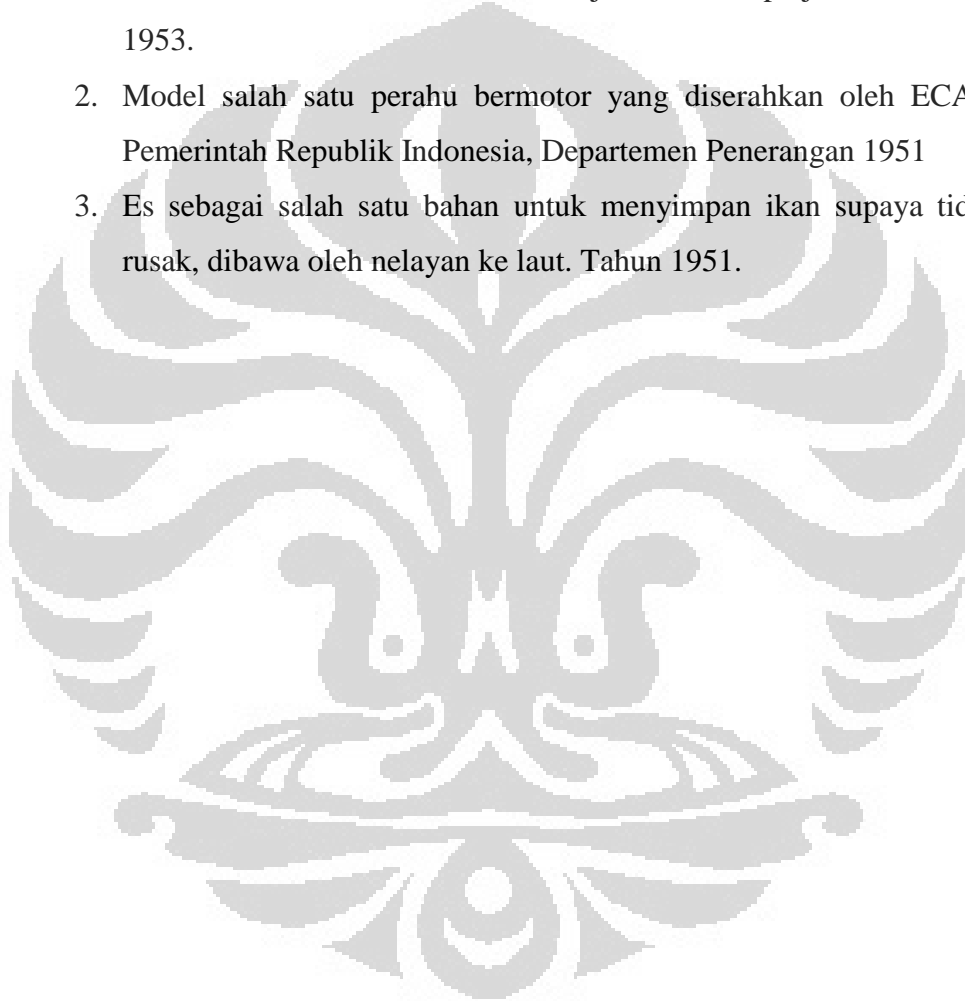 1953.
2. Model salah satu perahu bermotor yang diserahkan oleh ECA
Pemerintah Republik Indonesia, Departemen Penerangan 1951
3. Es sebagai salah satu bahan untuk menyimpan ikan supaya tid
rusak, dibawa oleh nelayan ke laut. Tahun 1951.